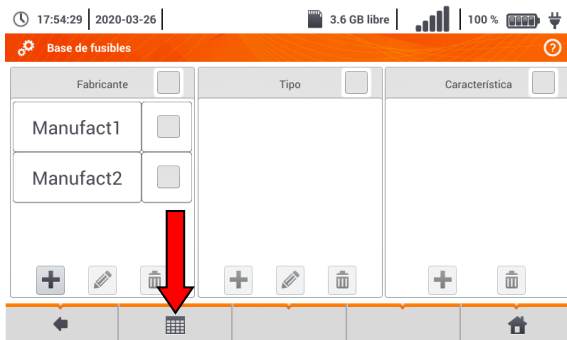 17:54:29 2020-03-26 3.6 GB libre 100 %
Base de fusibles
Fabricante Tipo Característica
Manufact1
Manufact2